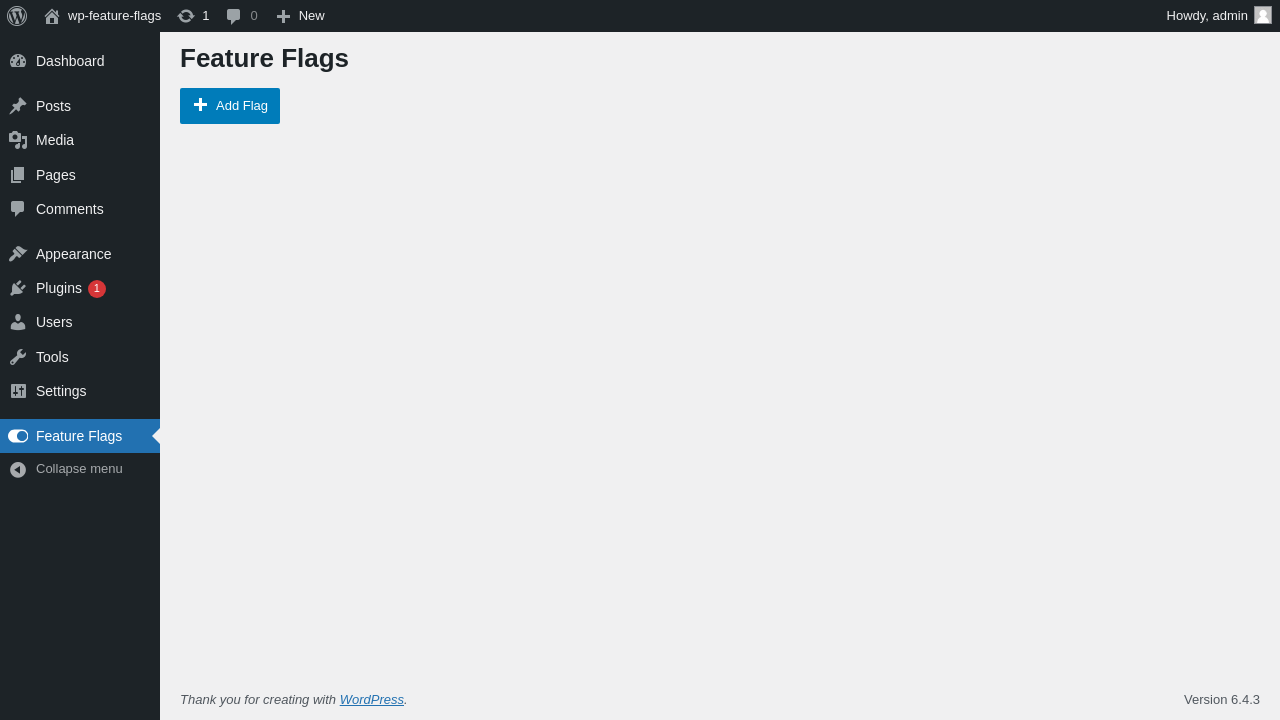 wp-feature-flags 1 0 New Howdy, admin
Dashboard
Posts
Media
Pages
Comments
Appearance
Plugins 1
Users
Tools
Settings
Feature Flags
Collapse menu
Feature Flags
Add Flag
Thank you for creating with WordPress. Version 6.4.3